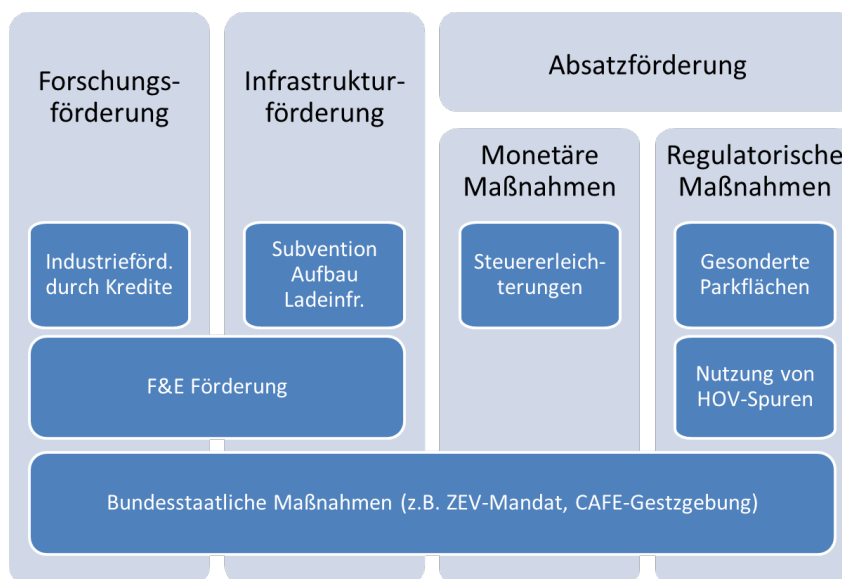 Forschungs-
förderung
Infrastruktur-
förderung
Absatzförderung
Monetäre
Maßnahmen
Regulatorische
Maßnahmen
Industrieförd.
durch Kredite
Subvention
Aufbau
Ladeinfr.
Steuererleich-
terungen
Gesonderte
Parkflächen
F&E Förderung
Nutzung von
HOV-Spuren
Bundesstaatliche Maßnahmen (z.B. ZEV-Mandat, CAFE-Gestzgebung)